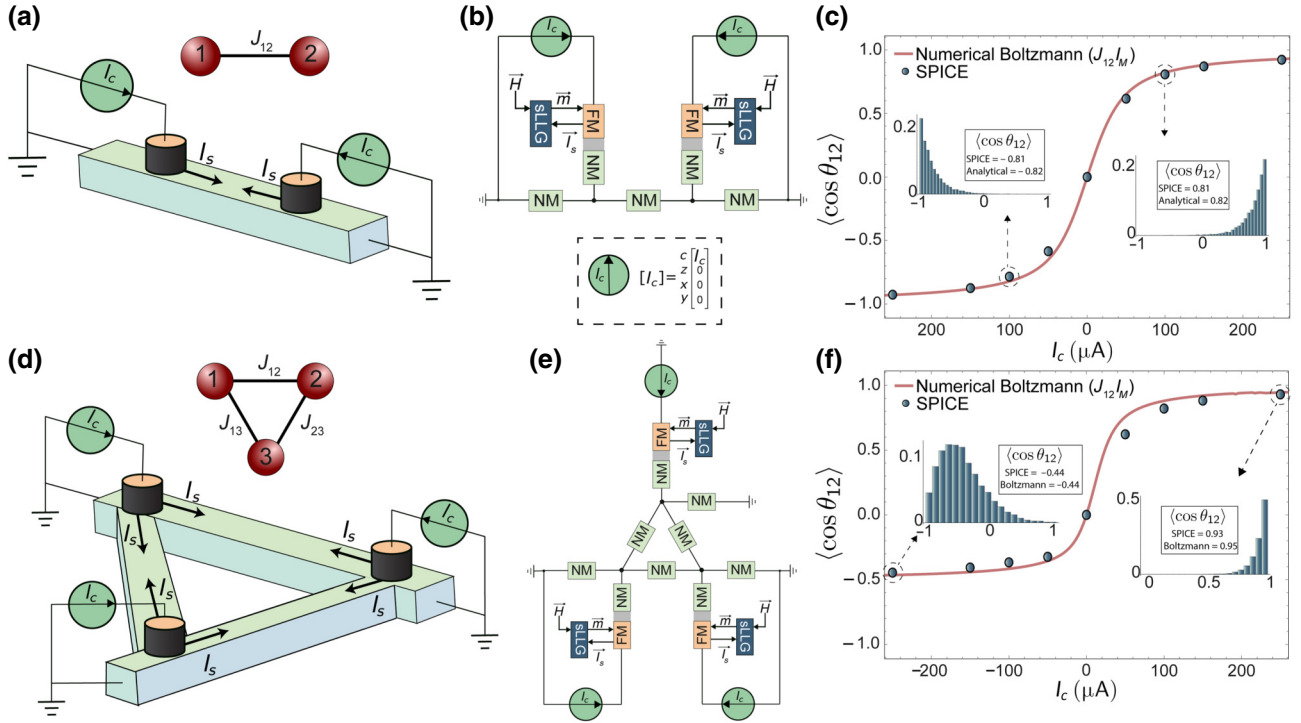 (a)
J12
1 2
Ic
Is
Is
Ic
(b)
Ic
Ic
H
m
sLLG
FM
Is
NM
H
m
sLLG
FM
Is
NM
NM
NM
NM
Ic
[Ic]=
c Ic
z 0
x 0
y 0
(c)
Numerical Boltzmann (J12IM)
SPICE
1.0
0.5
0.0
−0.5
−1.0
⟨cos θ12⟩
0.2
0
−1 0 1
⟨cos θ12⟩
SPICE = − 0.81
Analytical = − 0.82
⟨cos θ12⟩
SPICE = 0.81
Analytical = 0.82
0.2
0
−1 0 1
200 100 0 100 200
Ic (μA)
(d)
J12
1 2
J13
J23
3
Ic
Is
Is
Is
Ic
Is
Ic
Is
Is
(e)
Ic
H
m
sLLG
FM
Is
NM
NM
NM
NM
NM
NM
NM
NM
NM
H
m
sLLG
FM
Is
H
m
sLLG
FM
Is
Ic
Ic
(f)
Numerical Boltzmann (J12IM)
SPICE
1.0
0.5
0.0
−0.5
−1.0
⟨cos θ12⟩
0.1
0
−1 0 1
⟨cos θ12⟩
SPICE = −0.44
Boltzmann = −0.44
⟨cos θ12⟩
SPICE = 0.93
Boltzmann = 0.95
0.5
0
0 0.5 1
−200 −100 0 100 200
Ic (μA)